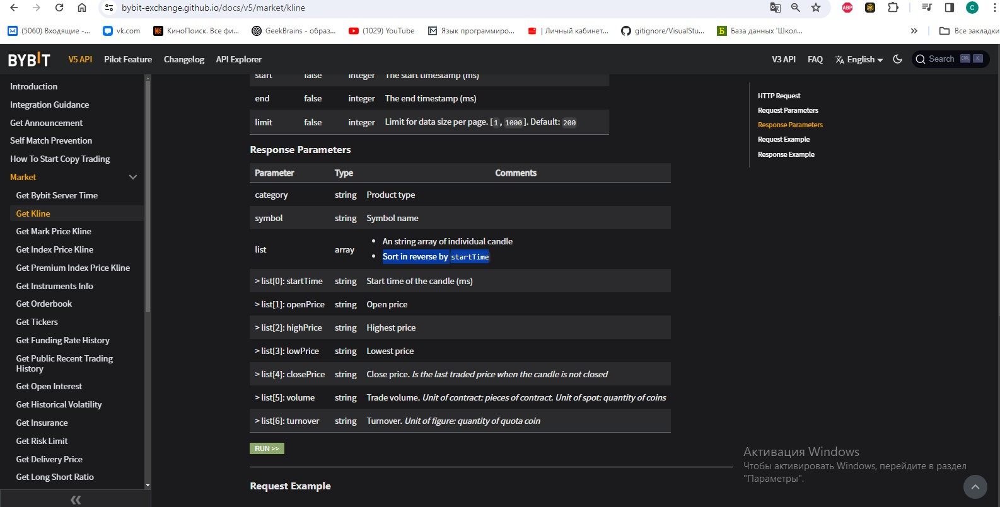 bybit-exchange.github.io/docs/v5/market/kline
ABP
C
(5060) Входящие -...
vk.com
КиноПоиск. Все фи...
GeekBrains - образ...
(1029) YouTube
Язык программиро...
| Личный кабинет...
gitignore/VisualStu...
База данных 'Школ...
»
Все закладки
BYBIT
V5 API
Pilot Feature
Changelog
API Explorer
V3 API
FAQ
English
Search
CTRL
K
Introduction
Integration Guidance
Get Announcement
Self Match Prevention
How To Start Copy Trading
Market
Get Bybit Server Time
Get Kline
Get Mark Price Kline
Get Index Price Kline
Get Premium Index Price Kline
Get Instruments Info
Get Orderbook
Get Tickers
Get Funding Rate History
Get Public Recent Trading
History
Get Open Interest
Get Historical Volatility
Get Insurance
Get Risk Limit
Get Delivery Price
Get Long Short Ratio
start false integer The start timestamp (ms)
end false integer The end timestamp (ms)
limit false integer Limit for data size per page. [1, 1000]. Default: 200
Response Parameters
Parameter Type Comments
category string Product type
symbol string Symbol name
list array
• An string array of individual candle
• Sort in reverse by startTime
> list[0]: startTime string Start time of the candle (ms)
> list[1]: openPrice string Open price
> list[2]: highPrice string Highest price
> list[3]: lowPrice string Lowest price
> list[4]: closePrice string Close price. Is the last traded price when the candle is not closed
> list[5]: volume string Trade volume. Unit of contract: pieces of contract. Unit of spot: quantity of coins
> list[6]: turnover string Turnover. Unit of figure: quantity of quota coin
RUN >>
Request Example
HTTP Request
Request Parameters
Response Parameters
Request Example
Response Example
Активация Windows
Чтобы активировать Windows, перейдите в раздел
"Параметры".